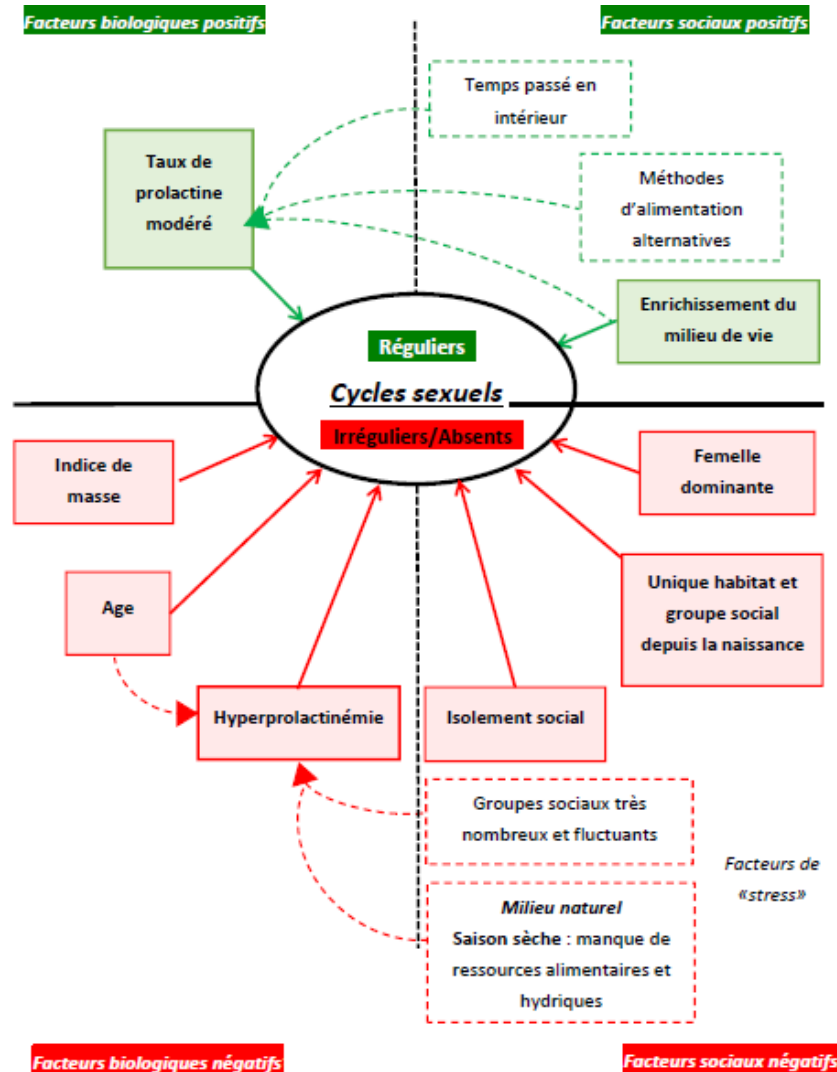 Facteurs biologiques positifs
Facteurs sociaux positifs
Temps passé en
intérieur
Taux de
prolactine
modéré
Méthodes
d'alimentation
alternatives
Enrichissement du
milieu de vie
Réguliers
Cycles sexuels
Irréguliers/Absents
Indice de
masse
Femelle
dominante
Age
Unique habitat et
groupe social
depuis la naissance
Hyperprolactinémie
Isolement social
Groupes sociaux très
nombreux et fluctuants
Facteurs de
«stress»
Milieu naturel
Saison sèche : manque de
ressources alimentaires et
hydriques
Facteurs biologiques négatifs
Facteurs sociaux négatifs